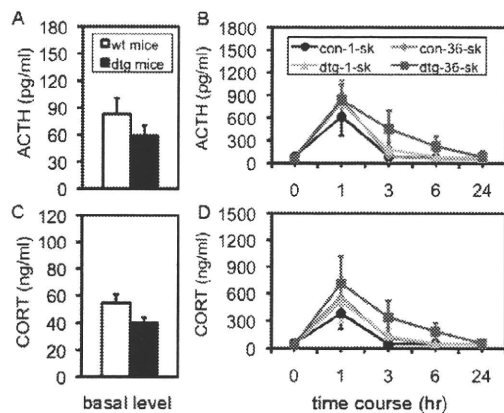 A
ACTH (pg/ml)
180
150
120
90
60
30
0
wt mice
dtg mice
B
ACTH (pg/ml)
1800
1500
1200
900
600
300
0
con-1-sk
con-36-sk
dtg-1-sk
dtg-36-sk
0 1 3 6 24
C
CORT (ng/ml)
120
100
80
60
40
20
0
basal level
D
CORT (ng/ml)
1500
1200
900
600
300
0
0 1 3 6 24
time course (hr)